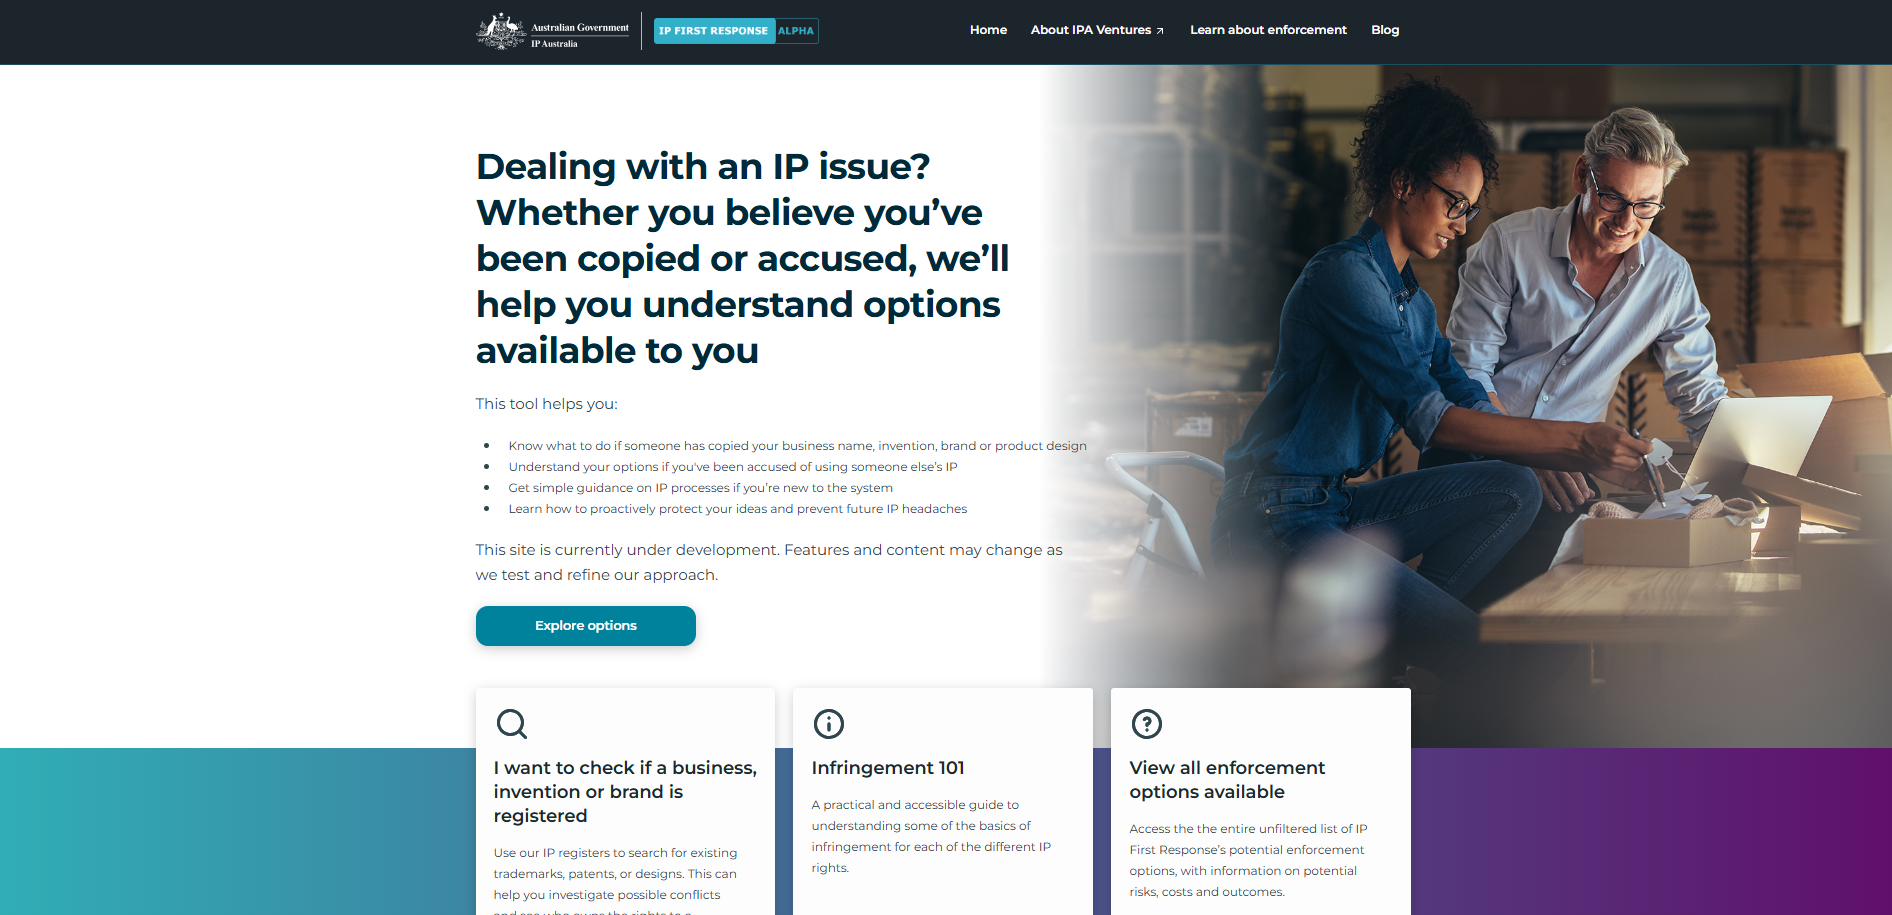 Australian Government
IP Australia
IP FIRST RESPONSE ALPHA
Home
About IPA Ventures
Learn about enforcement
Blog
Dealing with an IP issue?
Whether you believe you’ve
been copied or accused, we’ll
help you understand options
available to you
This tool helps you:
Know what to do if someone has copied your business name, invention, brand or product design
Understand your options if you've been accused of using someone else’s IP
Get simple guidance on IP processes if you’re new to the system
Learn how to proactively protect your ideas and prevent future IP headaches
This site is currently under development. Features and content may change as
we test and refine our approach.
Explore options
I want to check if a business,
invention or brand is
registered
Use our IP registers to search for existing
trademarks, patents, or designs. This can
help you investigate possible conflicts
Infringement 101
A practical and accessible guide to
understanding some of the basics of
infringement for each of the different IP
rights.
View all enforcement
options available
Access the the entire unfiltered list of IP
First Response’s potential enforcement
options, with information on potential
risks, costs and outcomes.